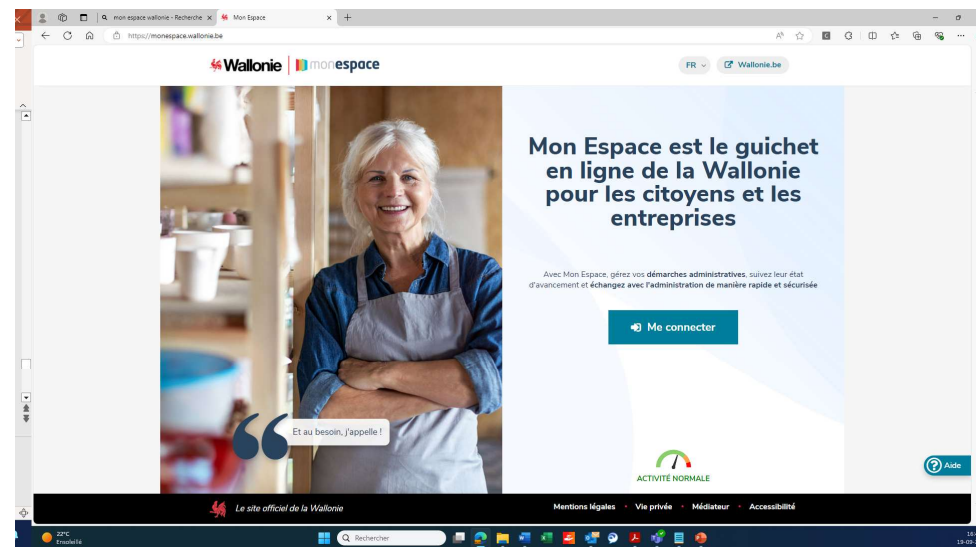 mon espace wallonie - Recherche
Mon Espace
https://monespace.wallonie.be
Wallonie
monespace
FR
Wallonie.be
Mon Espace est le guichet
en ligne de la Wallonie
pour les citoyens et les
entreprises
Avec Mon Espace, gérez vos démarches administratives, suivez leur état
d'avancement et échangez avec l'administration de manière rapide et sécurisée
Me connecter
Et au besoin, j'appelle !
ACTIVITÉ NORMALE
Aide
Le site officiel de la Wallonie
Mentions légales • Vie privée • Médiateur • Accessibilité
22°C
Ensoleillé
Rechercher